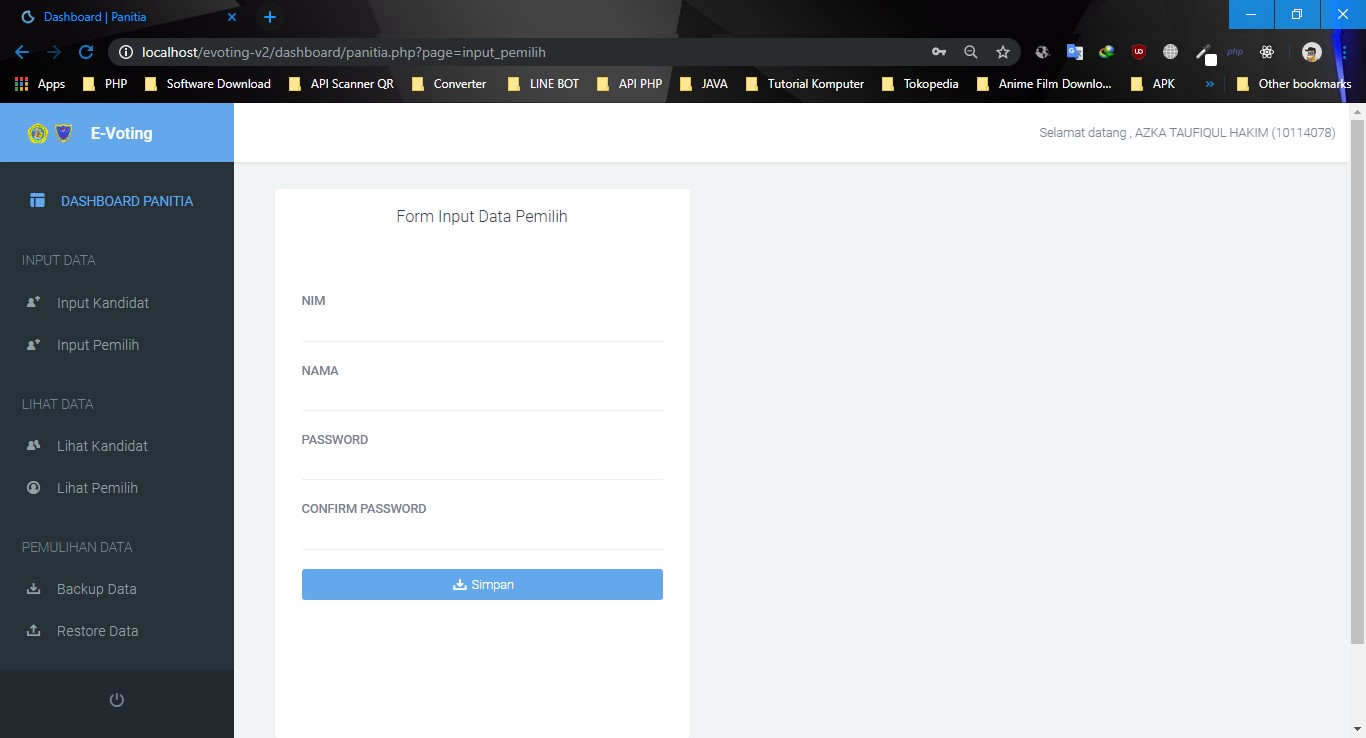 Dashboard | Panitia
localhost/evoting-v2/dashboard/panitia.php?page=input_pemilih
Apps PHP Software Download API Scanner QR Converter LINE BOT API PHP JAVA Tutorial Komputer Tokopedia Anime Film Downlo... APK » Other bookmarks
E-Voting
Selamat datang , AZKA TAUFIQUL HAKIM (10114078)
DASHBOARD PANITIA
INPUT DATA
Input Kandidat
Input Pemilih
LIHAT DATA
Lihat Kandidat
Lihat Pemilih
PEMULIHAN DATA
Backup Data
Restore Data
Form Input Data Pemilih
NIM
NAMA
PASSWORD
CONFIRM PASSWORD
Simpan
php